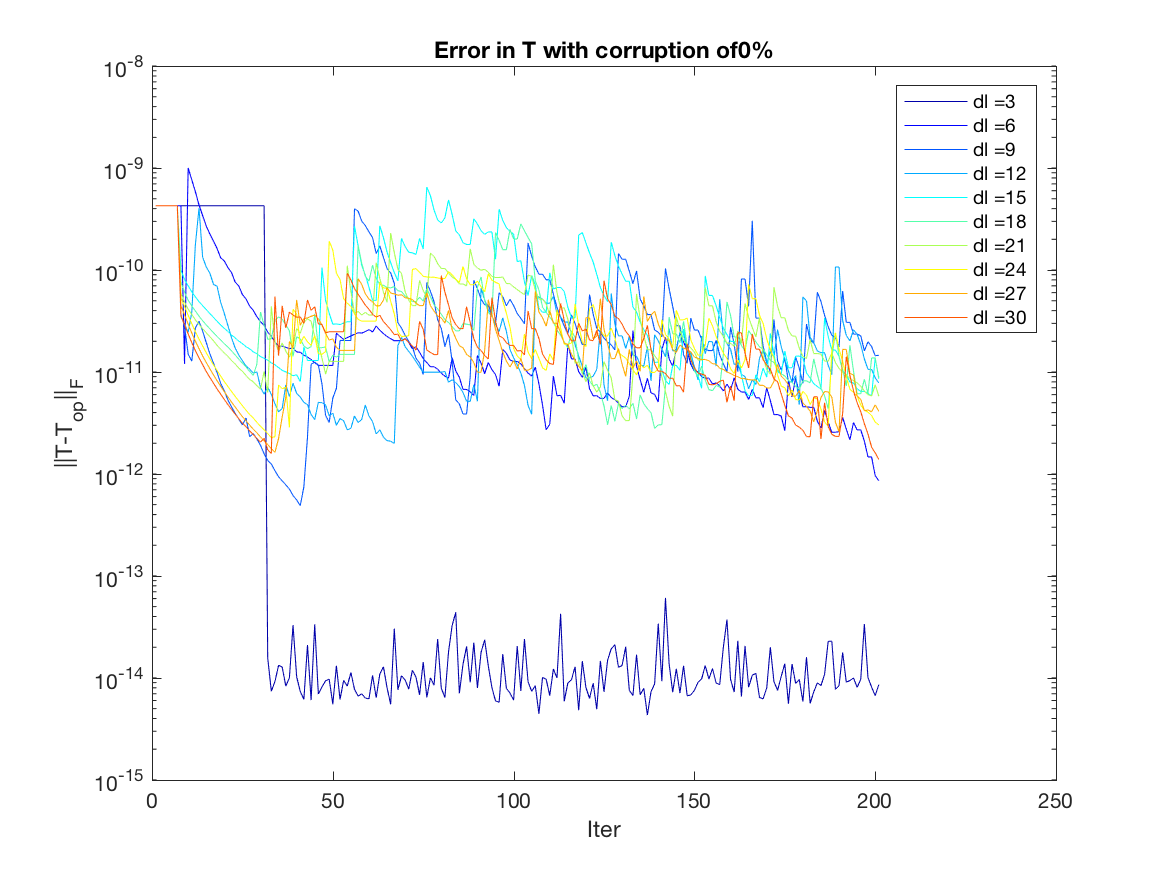 Error in T with corruption of0%
10-8
10-9
10-10
10-11
10-12
10-13
10-14
10-15
||T-Top||F
0
50
100
150
200
250
Iter
dl =3
dl =6
dl =9
dl =12
dl =15
dl =18
dl =21
dl =24
dl =27
dl =30